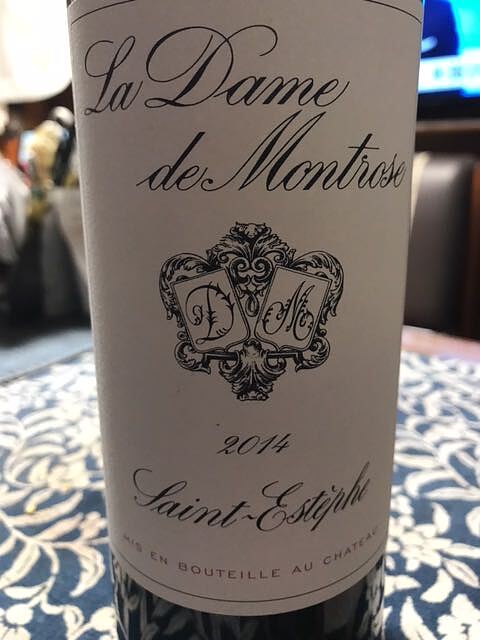 La Dame
de Montrose
D M
2014
Saint-Estèphe
MIS EN BOUTEILLE AU CHATEAU